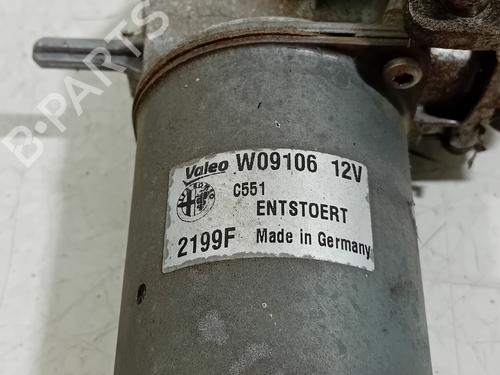 B-PARTS
Valeo W09106 12V
C551
ENTSTOERT
2199F Made in Germany